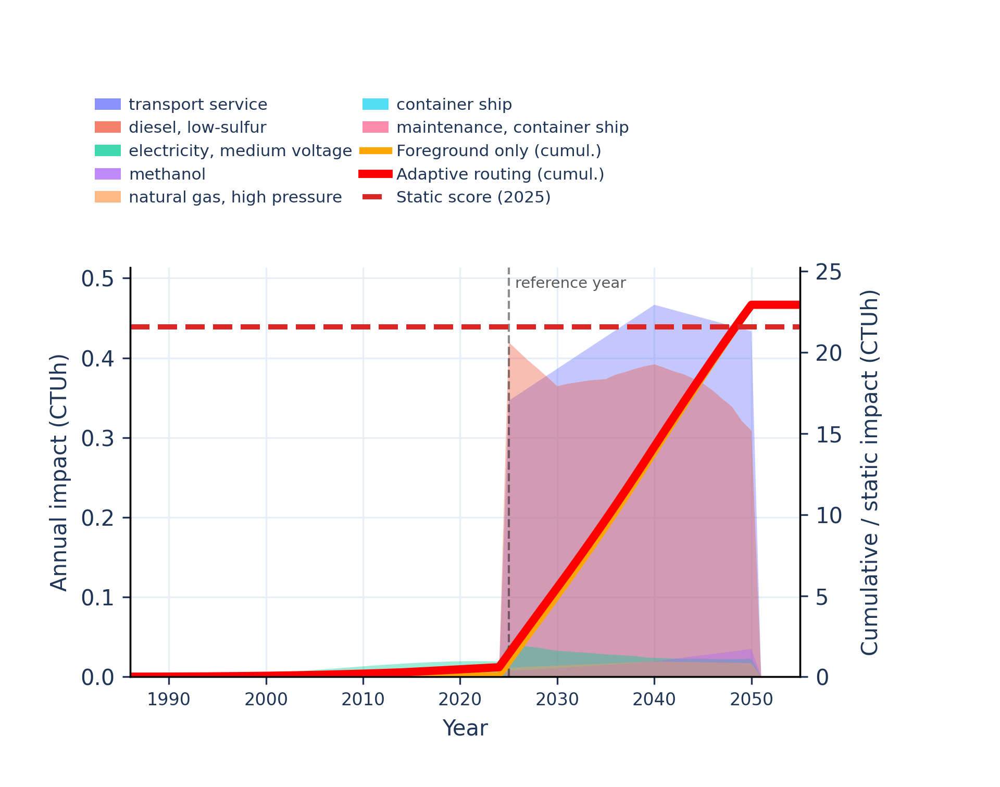 transport service
diesel, low-sulfur
electricity, medium voltage
methanol
natural gas, high pressure
container ship
maintenance, container ship
Foreground only (cumul.)
Adaptive routing (cumul.)
Static score (2025)
reference year
Annual impact (CTUh)
0.5
0.4
0.3
0.2
0.1
0.0
25
20
15
10
5
0
Cumulative / static impact (CTUh)
1990 2000 2010 2020 2030 2040 2050
Year